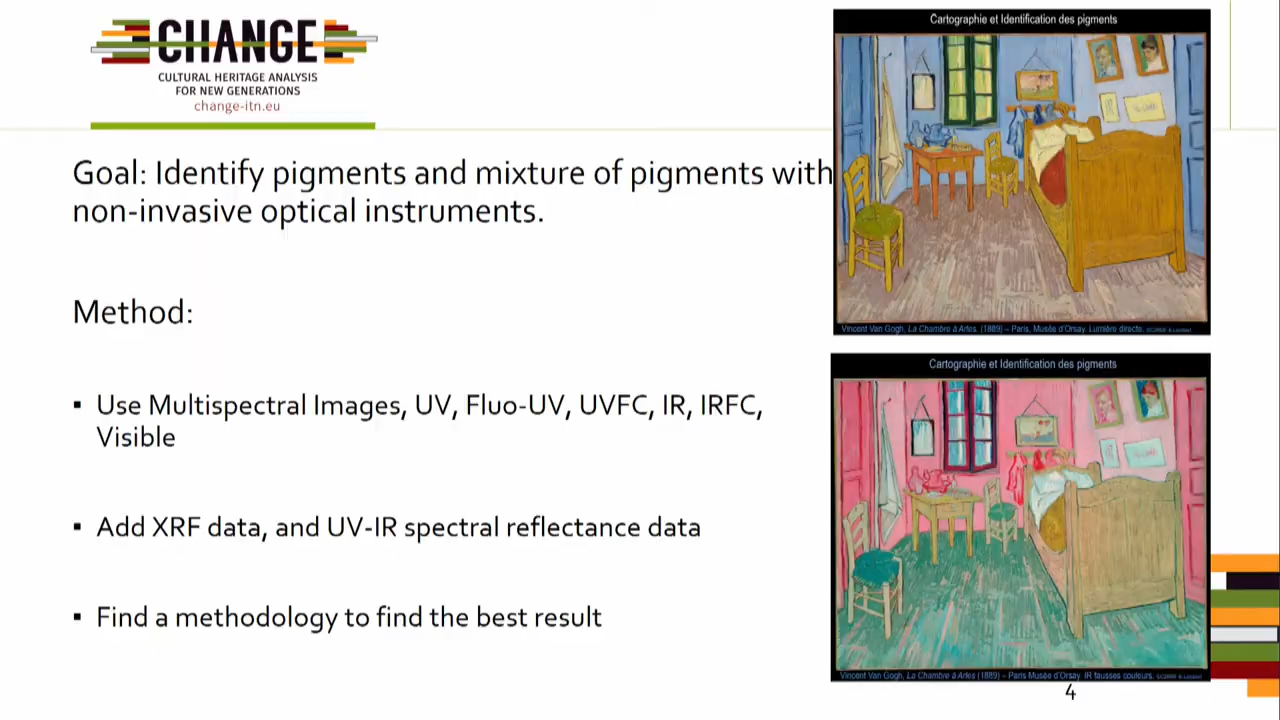 CHANGE
CULTURAL HERITAGE ANALYSIS
FOR NEW GENERATIONS
change-itn.eu
Goal: Identify pigments and mixture of pigments with
non-invasive optical instruments.
Method:
▪ Use Multispectral Images, UV, Fluo-UV, UVFC, IR, IRFC,
Visible
▪ Add XRF data, and UV-IR spectral reflectance data
▪ Find a methodology to find the best result
Cartographie et Identification des pigments
Vincent Van Gogh, La Chambre à Arles. (1889) – Paris, Musée d'Orsay. Lumière directe.
Cartographie et Identification des pigments
Vincent Van Gogh, La Chambre à Arles (1889) – Paris Musée d'Orsay. IR fausses couleurs.
4